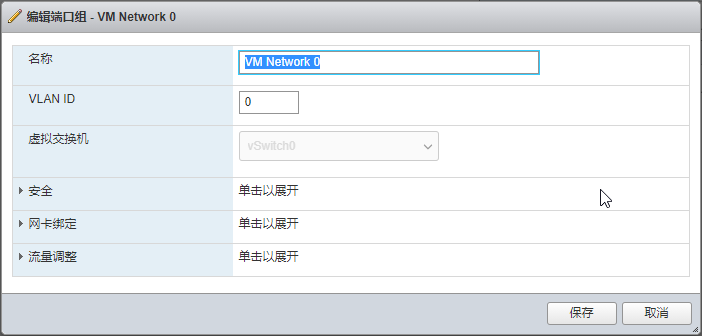 编辑端口组 - VM Network 0
名称 VM Network 0
VLAN ID 0
虚拟交换机 vSwitch0
安全 单击以展开
网卡绑定 单击以展开
流量调整 单击以展开
保存 取消